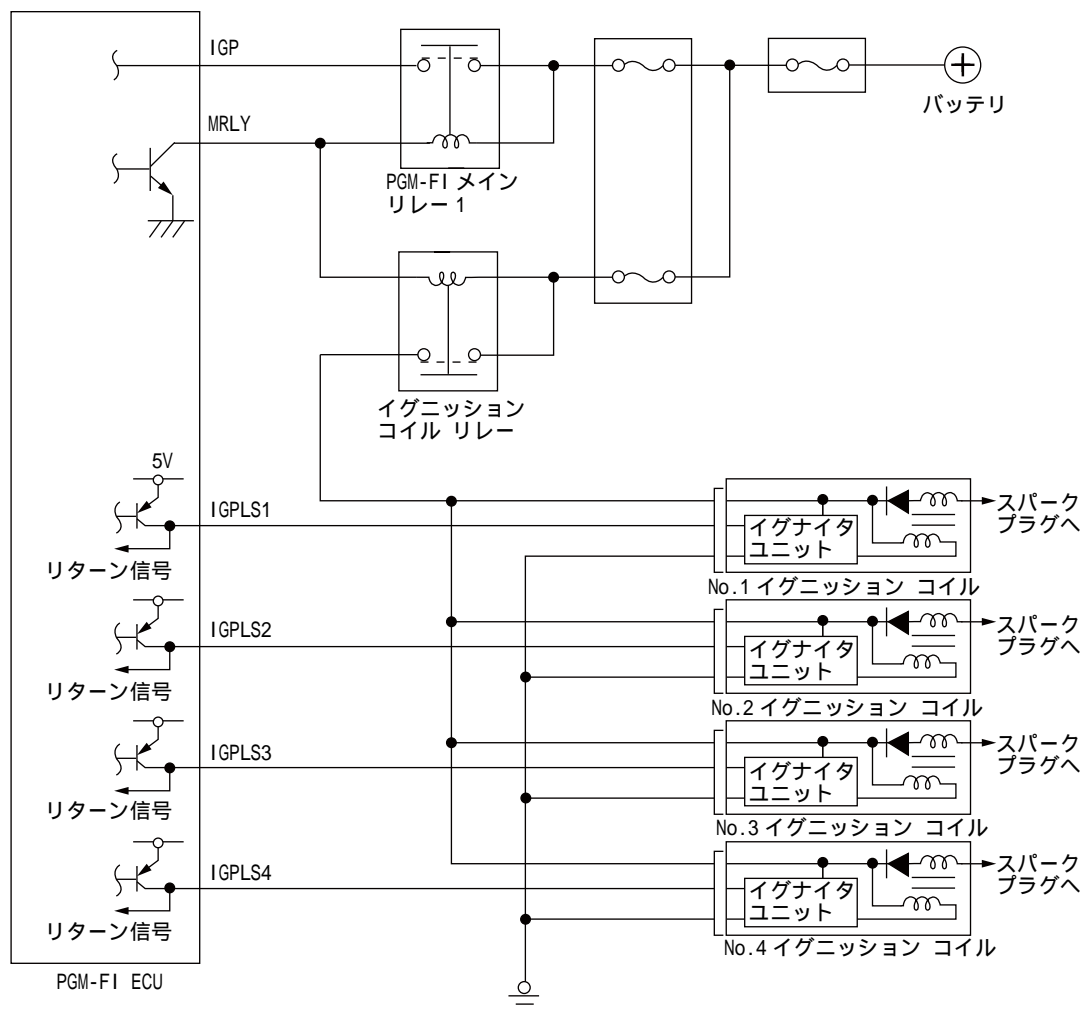 IGP
バッテリ
MRLY
PGM-FI メイン
リレー 1
イグニッション
コイル リレー
5V
IGPLS1
リターン信号
イグナイタ
ユニット
スパーク
プラグへ
No.1 イグニッション コイル
IGPLS2
リターン信号
イグナイタ
ユニット
スパーク
プラグへ
No.2 イグニッション コイル
IGPLS3
リターン信号
イグナイタ
ユニット
スパーク
プラグへ
No.3 イグニッション コイル
IGPLS4
リターン信号
イグナイタ
ユニット
スパーク
プラグへ
No.4 イグニッション コイル
PGM-FI ECU